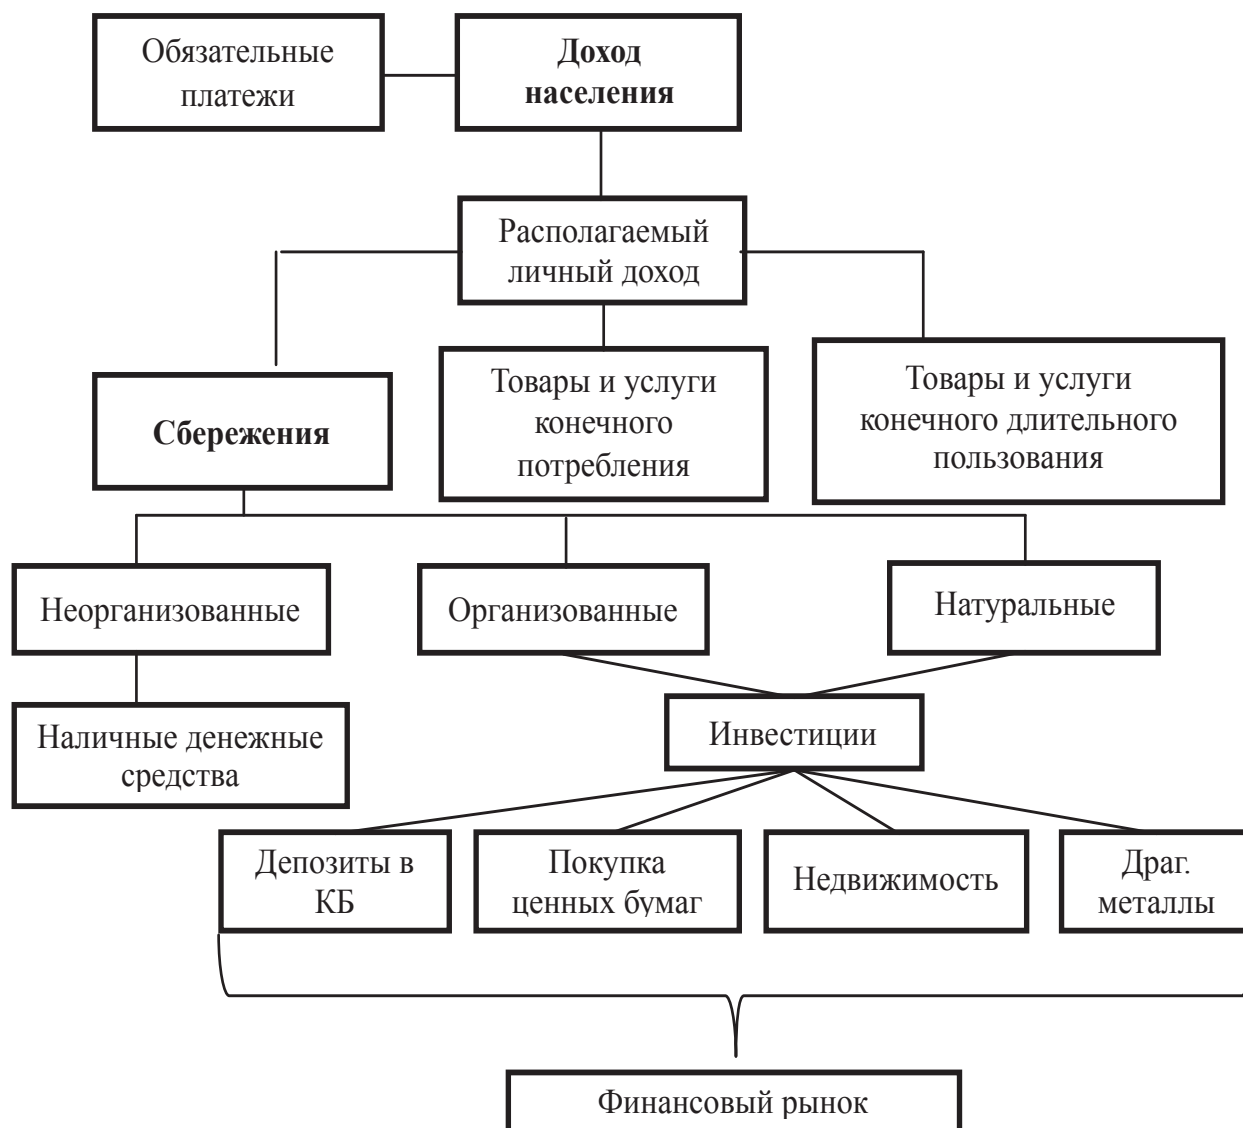 Обязательные
платежи
Доход
населения
Располагаемый
личный доход
Сбережения
Товары и услуги
конечного
потребления
Товары и услуги
конечного длительного
пользования
Неорганизованные
Организованные
Натуральные
Наличные денежные
средства
Инвестиции
Депозиты в
КБ
Покупка
ценных бумаг
Недвижимость
Драг.
металлы
Финансовый рынок